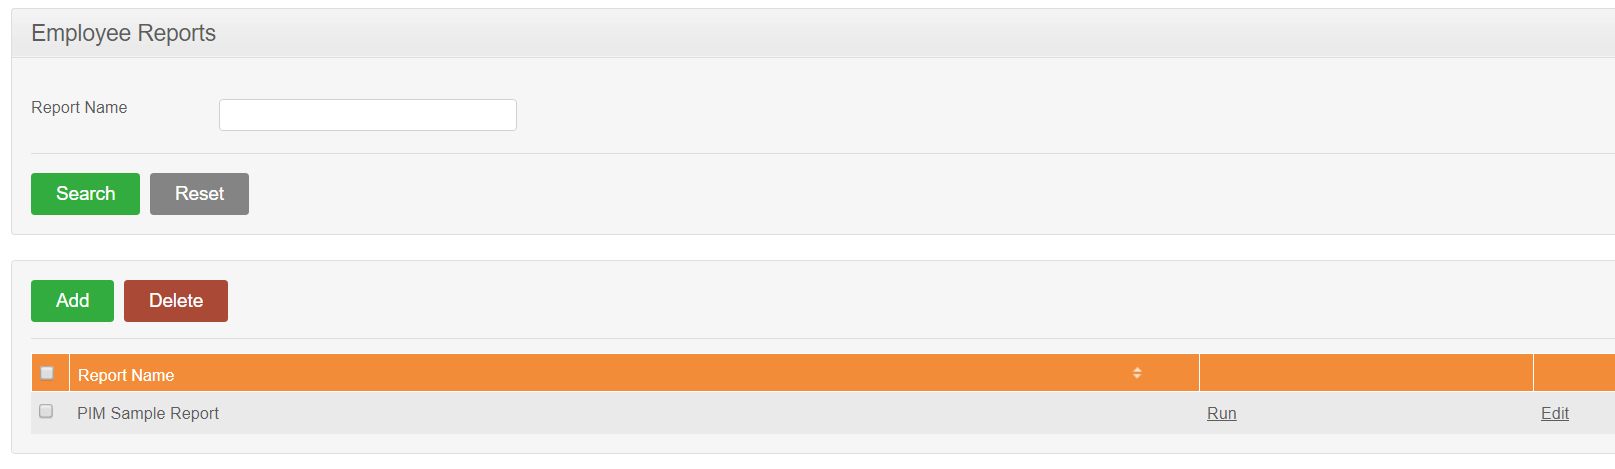 Employee Reports
Report Name
Search Reset
Add Delete
Report Name
PIM Sample Report Run Edit